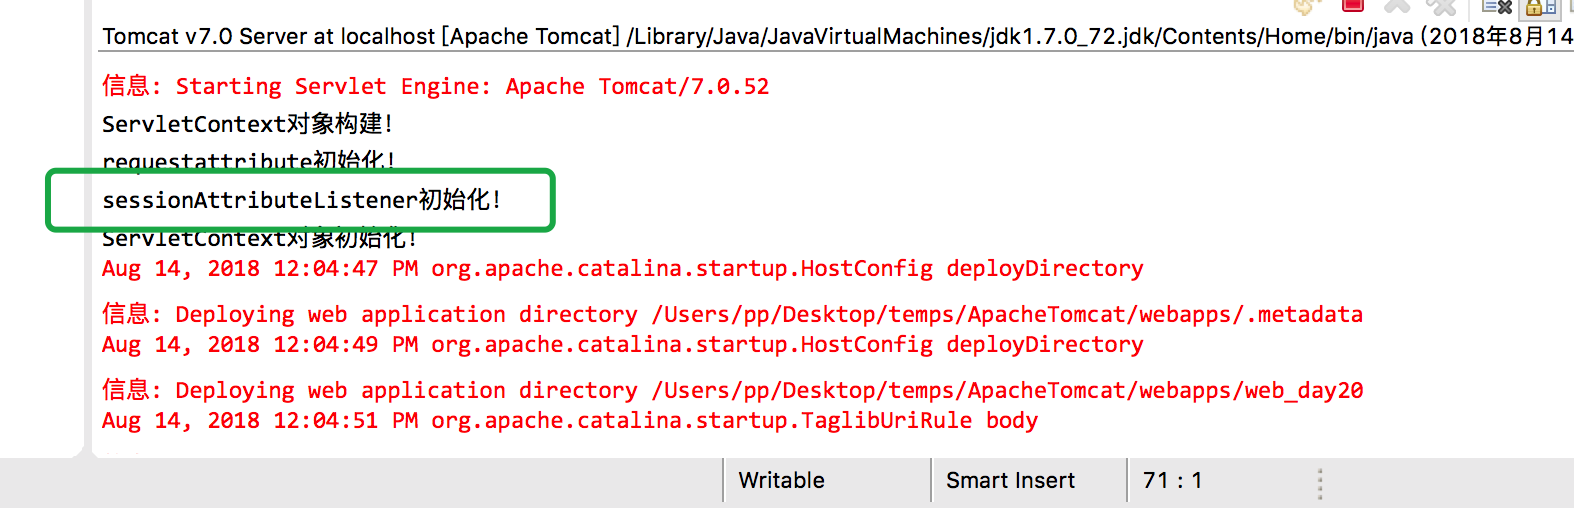 Tomcat v7.0 Server at localhost [Apache Tomcat] /Library/Java/JavaVirtualMachines/jdk1.7.0_72.jdk/Contents/Home/bin/java (2018年8月14
信息: Starting Servlet Engine: Apache Tomcat/7.0.52
ServletContext对象构建!
requestattribute初始化!
sessionAttributeListener初始化!
ServletContext对象初始化!
Aug 14, 2018 12:04:47 PM org.apache.catalina.startup.HostConfig deployDirectory
信息: Deploying web application directory /Users/pp/Desktop/temps/ApacheTomcat/webapps/.metadata
Aug 14, 2018 12:04:49 PM org.apache.catalina.startup.HostConfig deployDirectory
信息: Deploying web application directory /Users/pp/Desktop/temps/ApacheTomcat/webapps/web_day20
Aug 14, 2018 12:04:51 PM org.apache.catalina.startup.TaglibUriRule body
Writable
Smart Insert
71 : 1